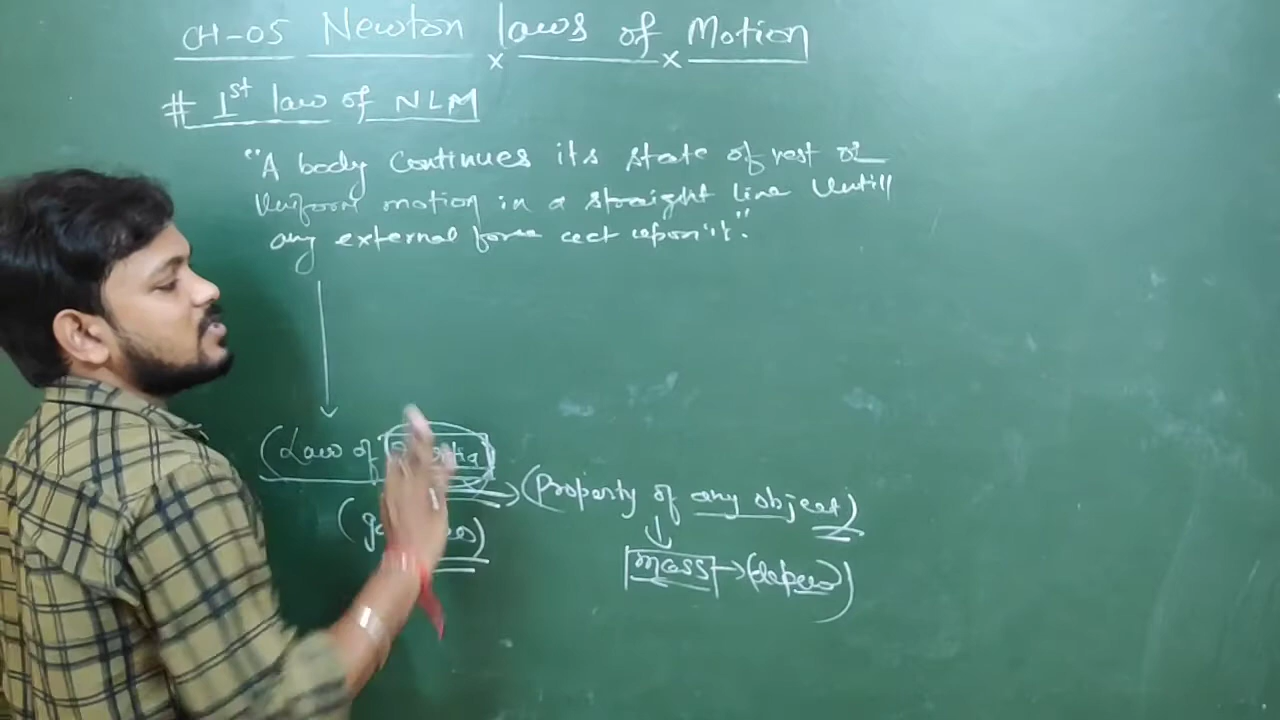 CH-05 Newton laws of Motion
# 1st law of NLM
"A body continues its state of rest or
Uniform motion in a straight line Untill
any external force act upon it."
(Law of
(Property of any object)
mass → (depend)